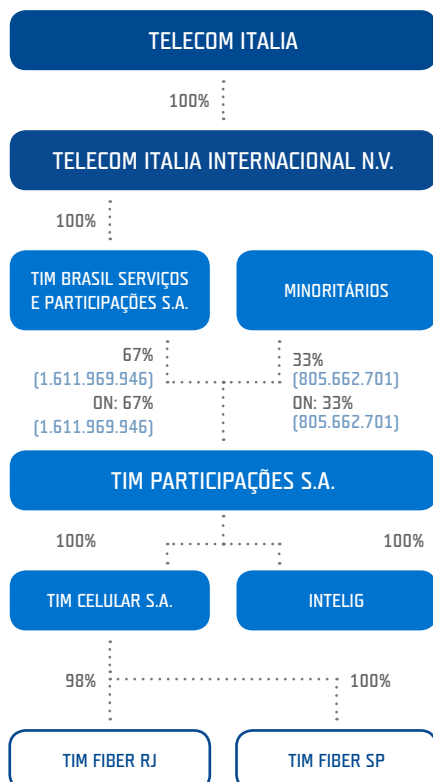 TELECOM ITALIA
100%
TELECOM ITALIA INTERNACIONAL N.V.
100%
TIM BRASIL SERVIÇOS
E PARTICIPAÇÕES S.A.
MINORITÁRIOS
67%
(1.611.969.946)
ON: 67%
(1.611.969.946)
33%
(805.662.701)
ON: 33%
(805.662.701)
TIM PARTICIPAÇÕES S.A.
100%
100%
TIM CELULAR S.A.
INTELIG
98%
100%
TIM FIBER RJ
TIM FIBER SP